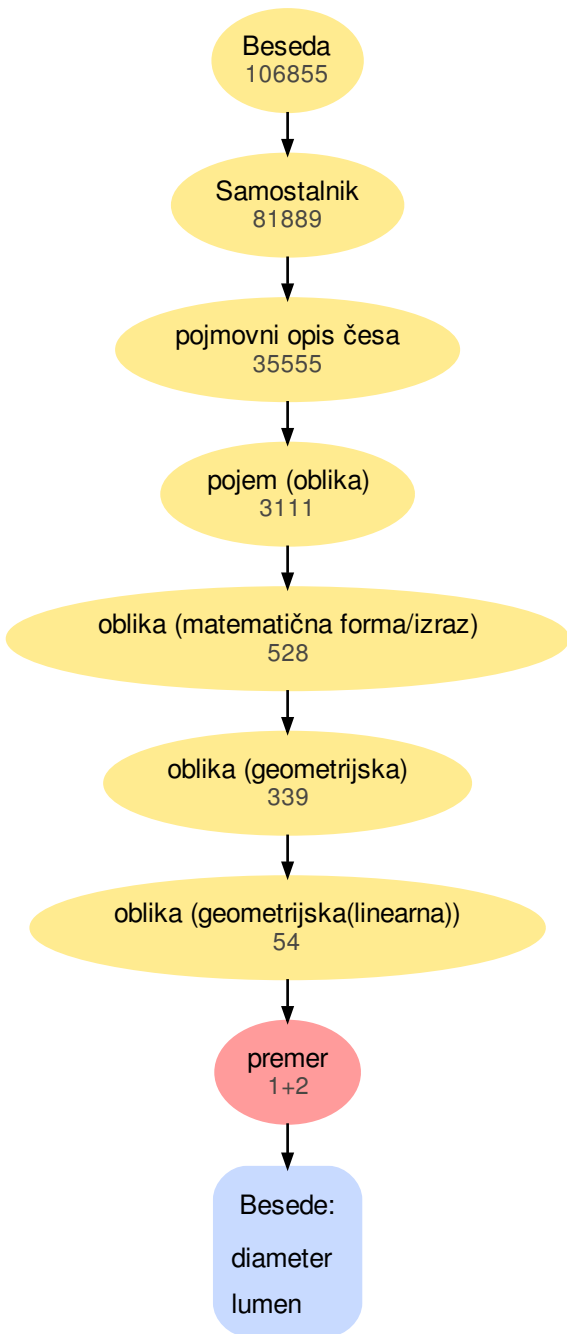 Beseda
106855
Samostalnik
81889
pojmovni opis česa
35555
pojem (oblika)
3111
oblika (matematična forma/izraz)
528
oblika (geometrijska)
339
oblika (geometrijska(linearna))
54
premer
1+2
Besede:
diameter
lumen